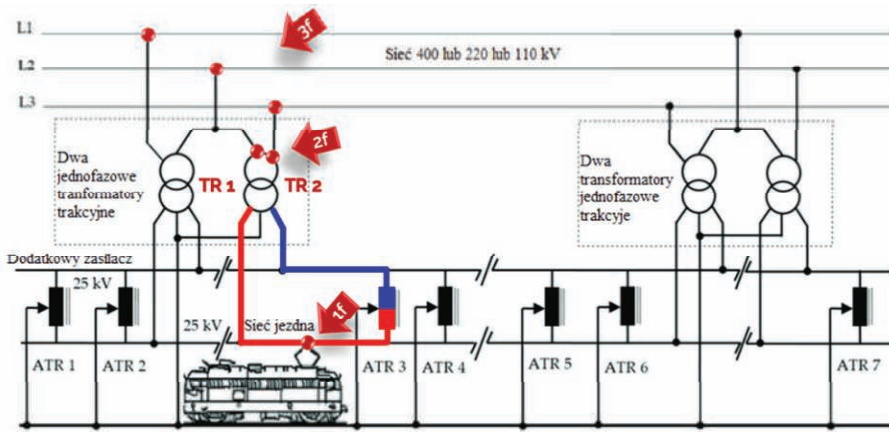 L1
3f
Sieć 400 lub 220 lub 110 kV
L2
L3
2f
Dwa
jednofazowe
tranformatory
trakcyjne
TR 1
TR 2
Dwa
transformatory
jednofazowe
trakcyje
Dodatkowy zasilacz
25 kV
25 kV
Sieć jezdna
1f
ATR 1
ATR 2
ATR 3
ATR 4
ATR 5
ATR 6
ATR 7